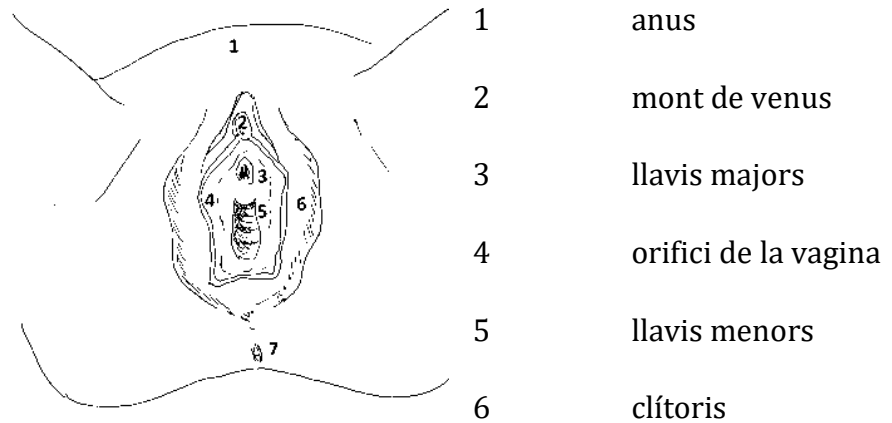 1 anus
2 mont de venus
3 llavis majors
4 orifici de la vagina
5 llavis menors
6 clítoris
1
2
3
4
5
6
7